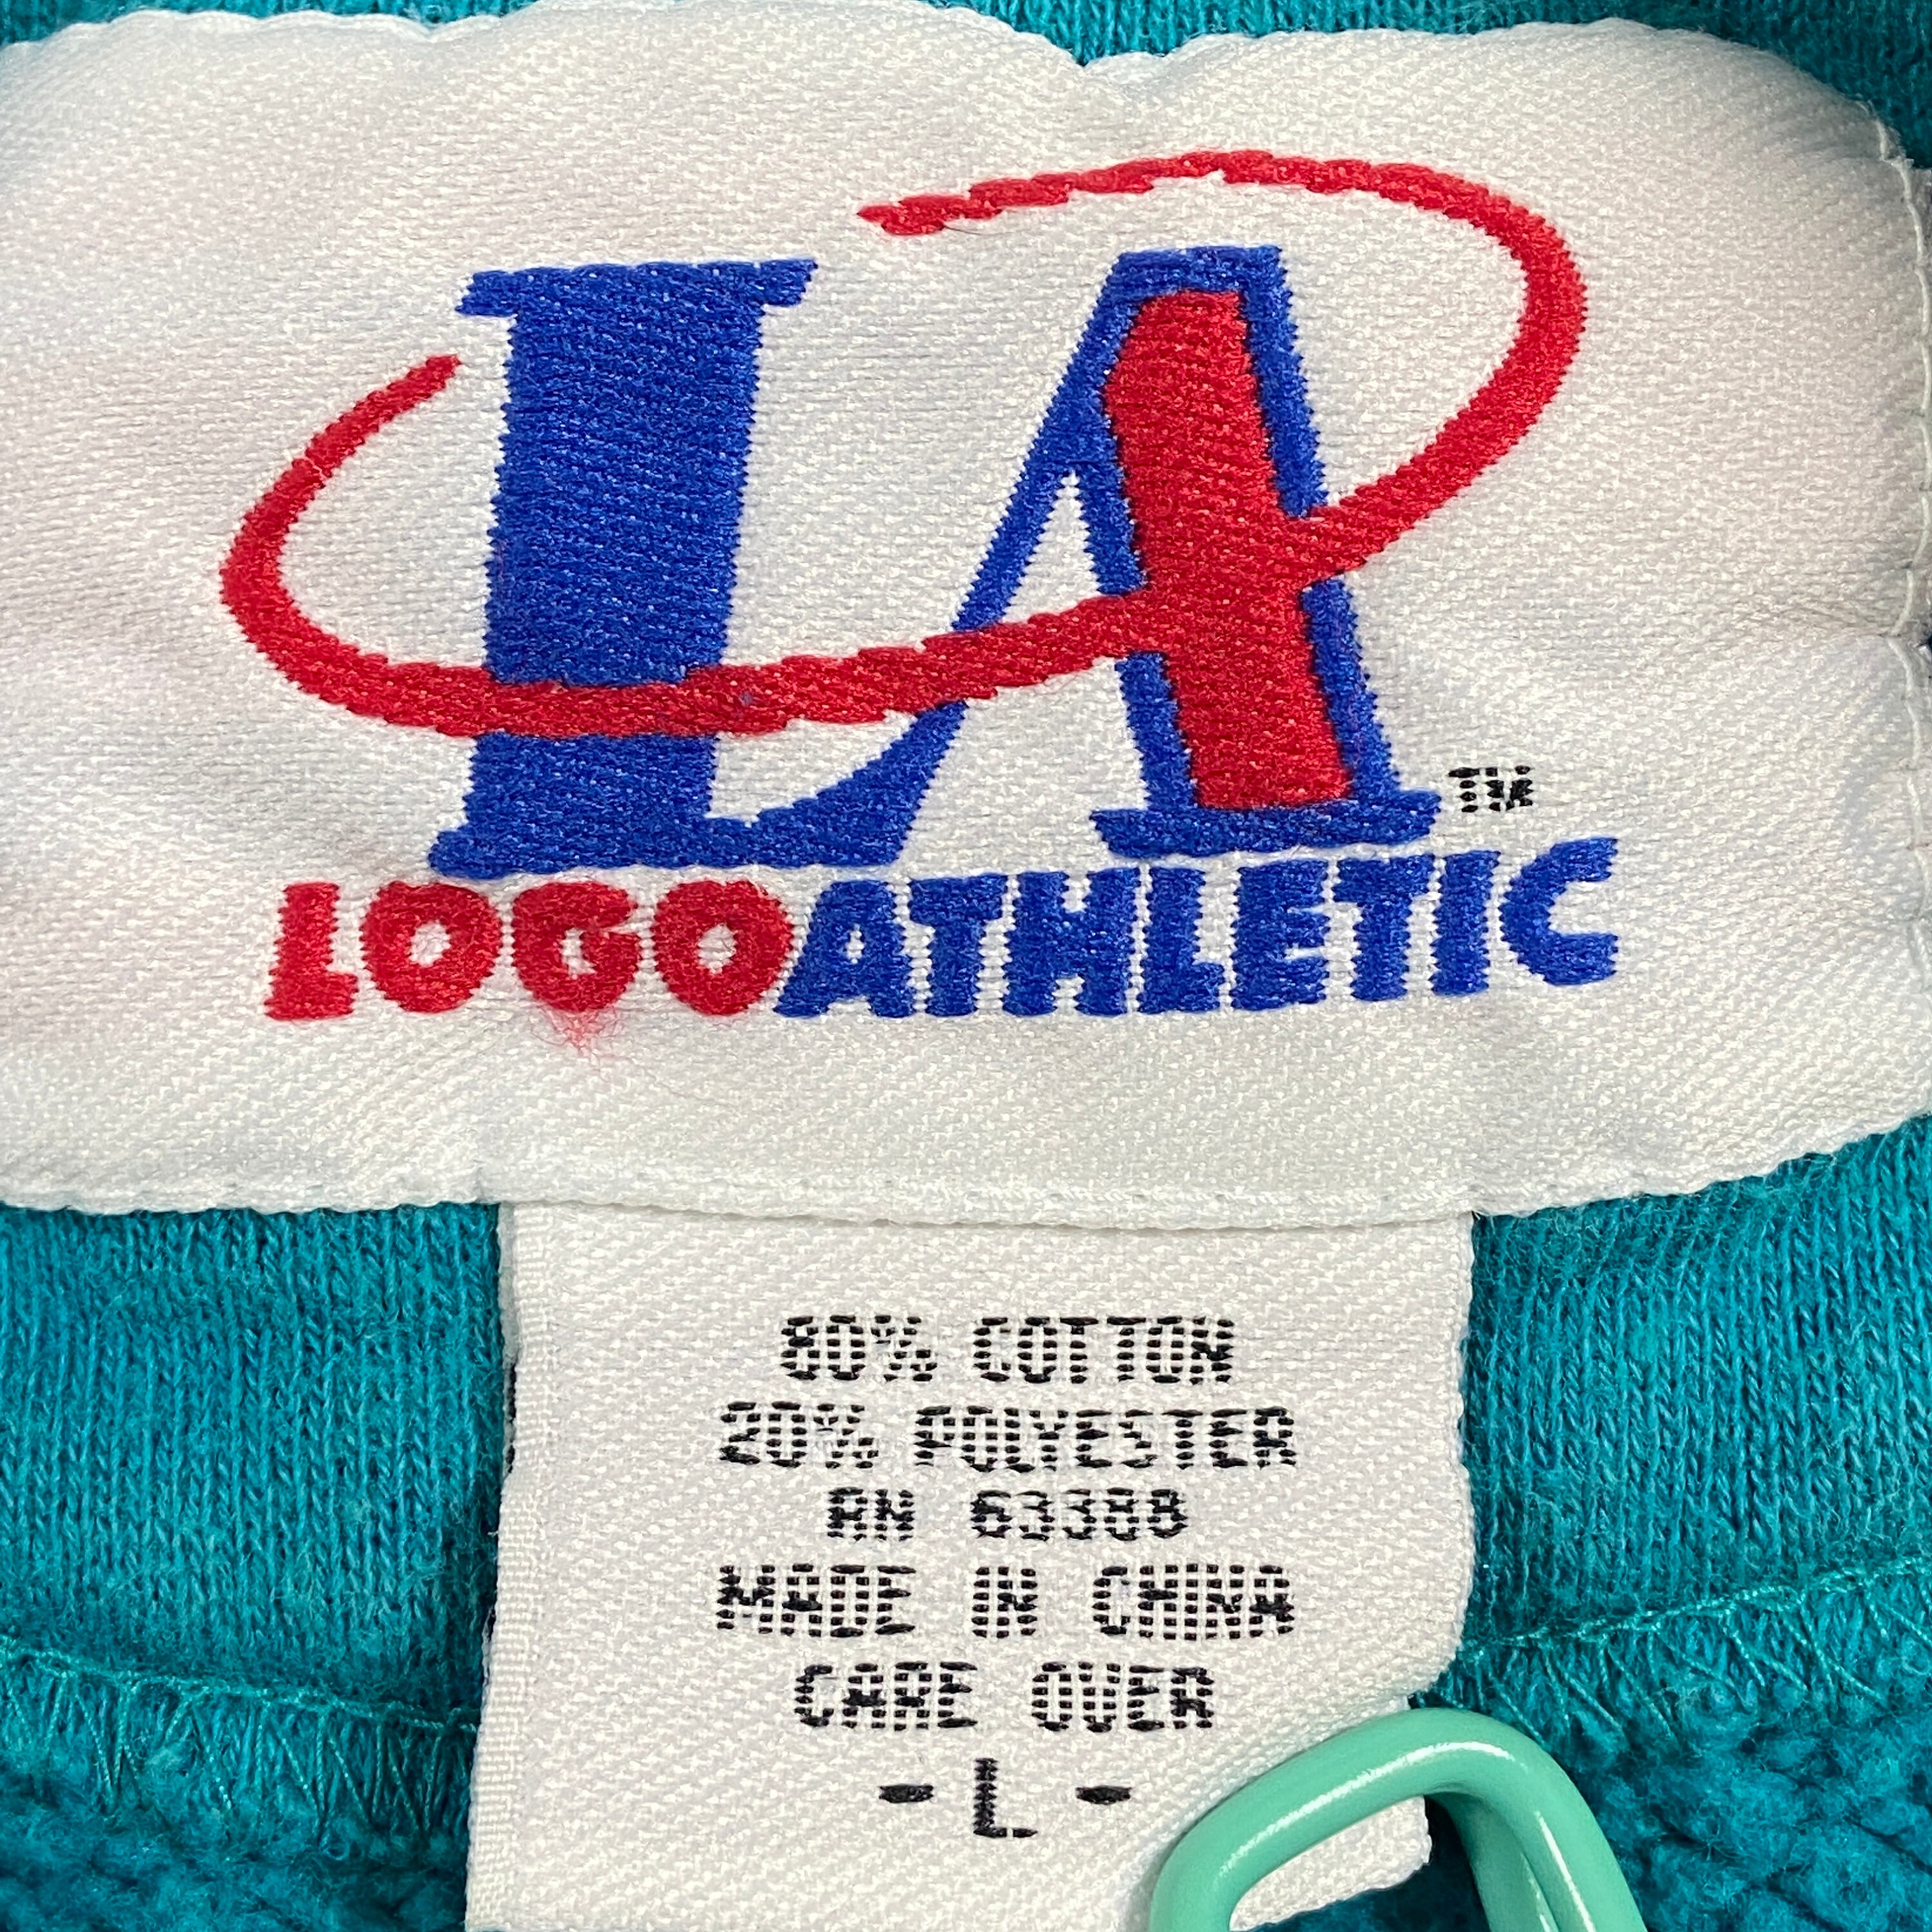 LA
TM
LOGOATHLETIC
80% COTTON
20% POLYESTER
RN 63388
MADE IN CHINA
CARE OVER
- L -